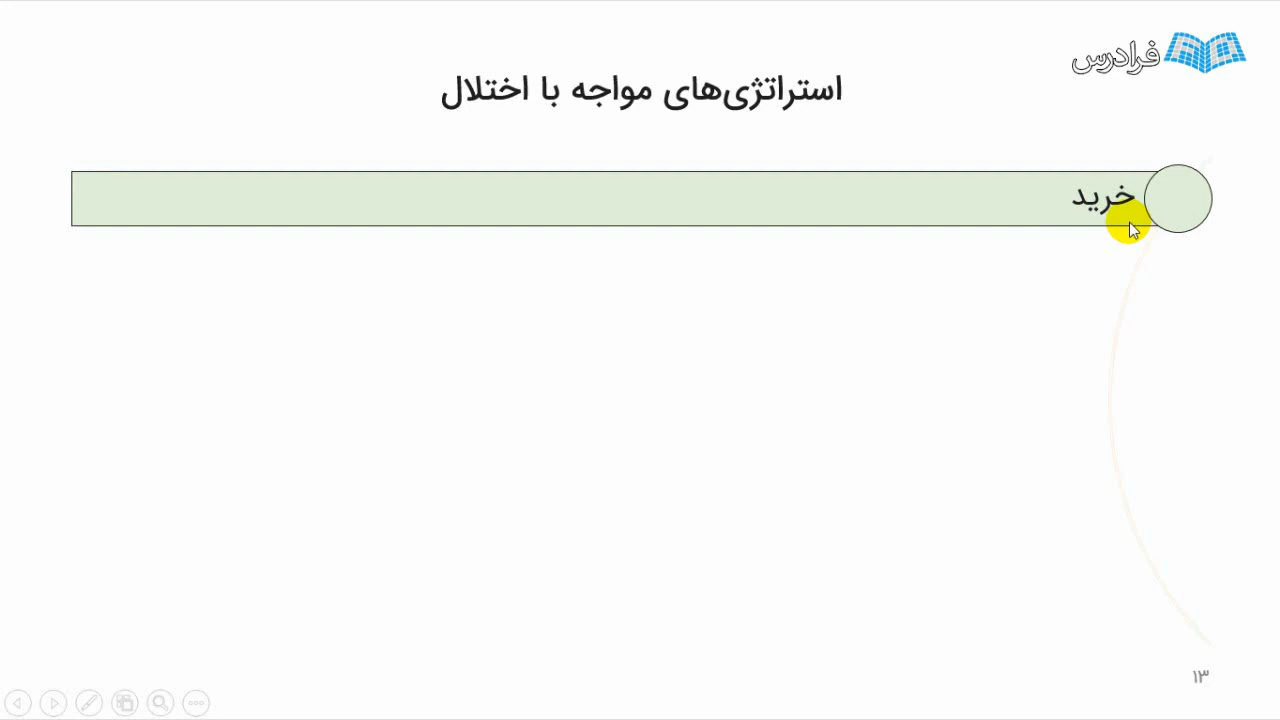 فرادرس
استراتژی‌های مواجه با اختلال
خرید
۱۳